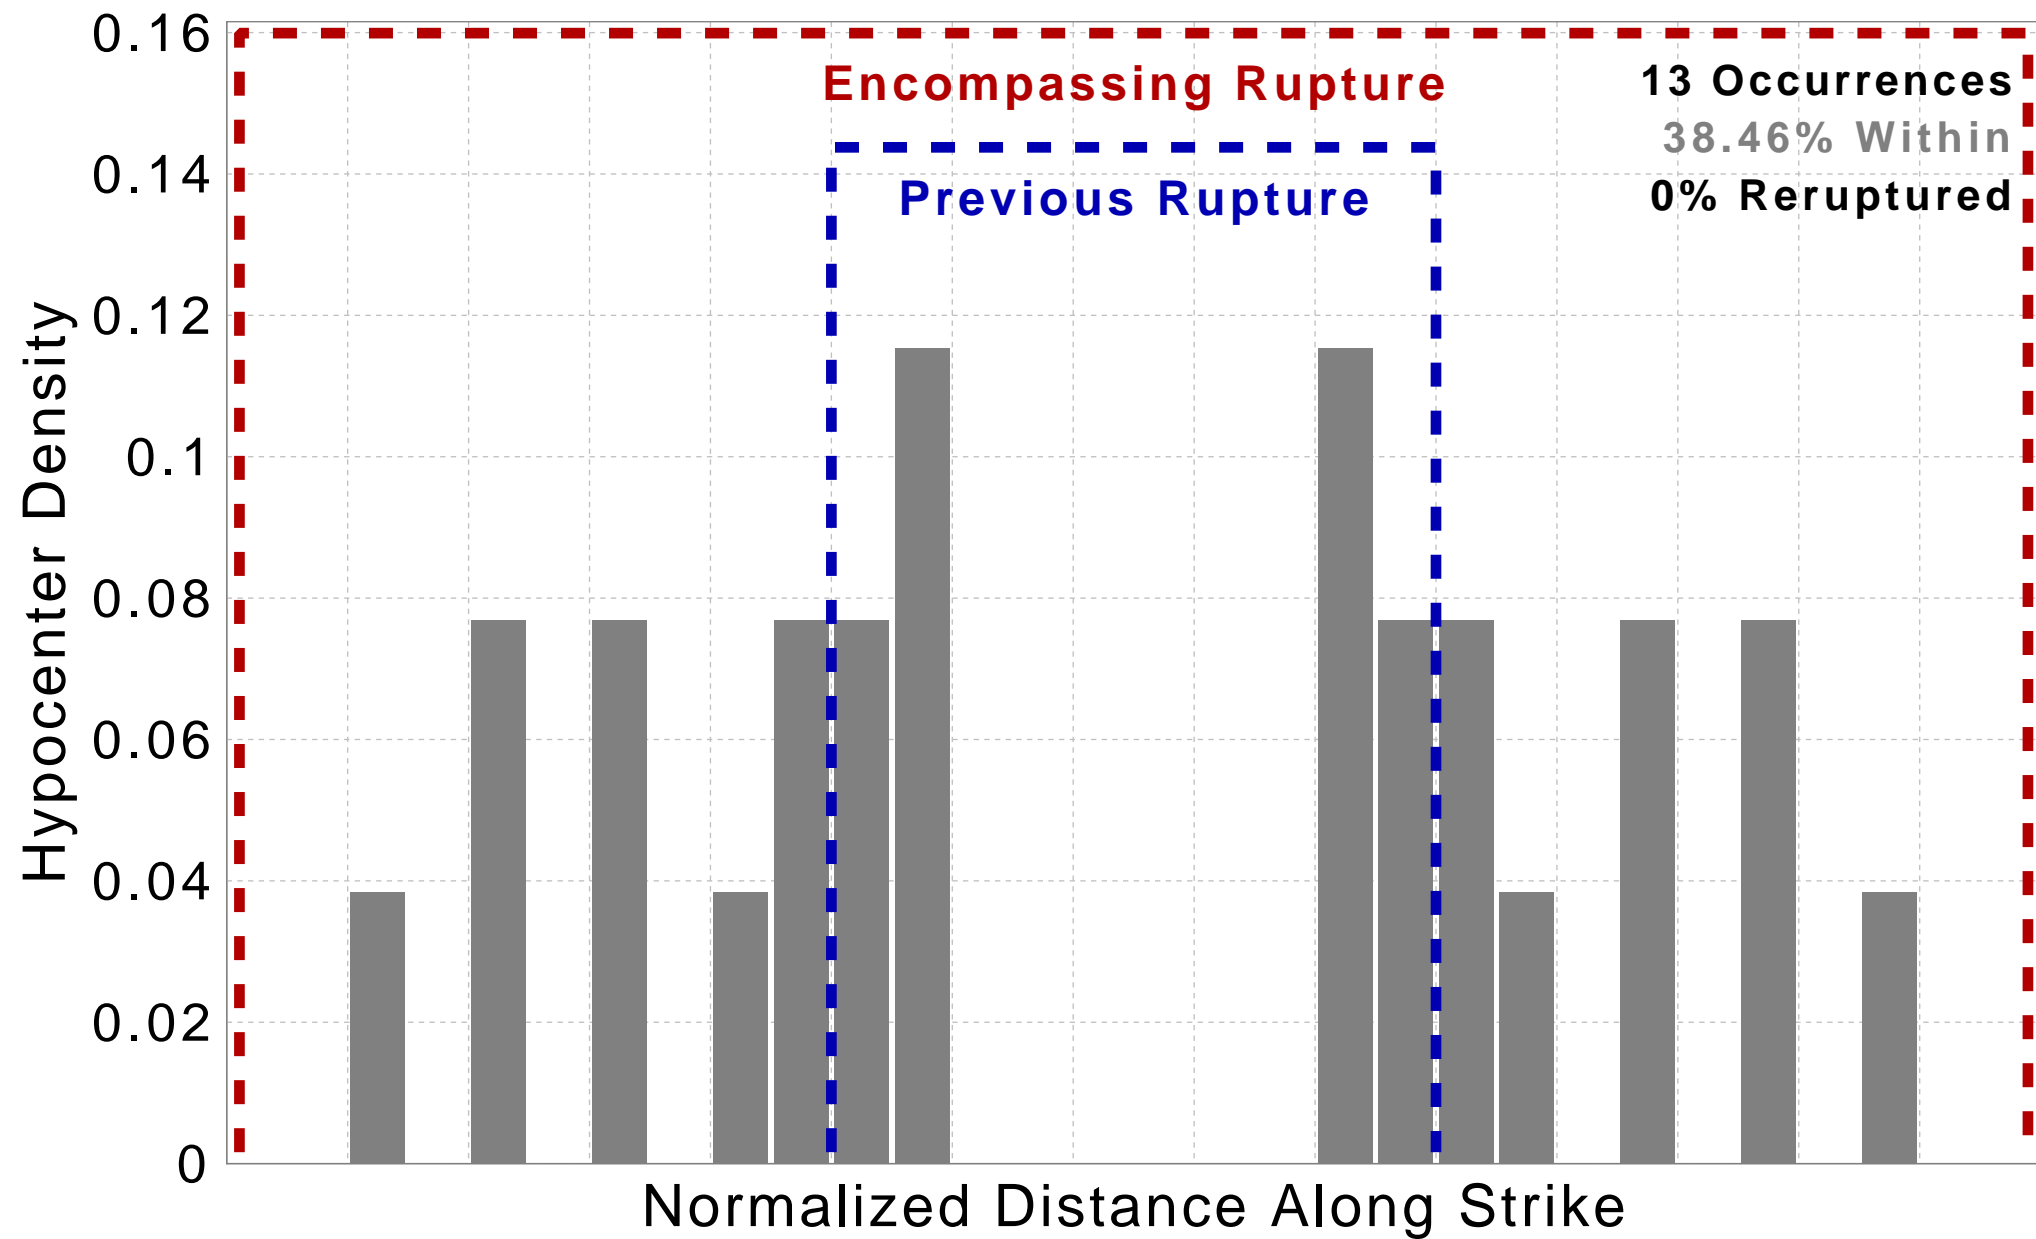 0.16
0.14
0.12
0.1
0.08
0.06
0.04
0.02
0
Hypocenter Density
Normalized Distance Along Strike
Encompassing Rupture
Previous Rupture
13 Occurrences
38.46% Within
0% Reruptured